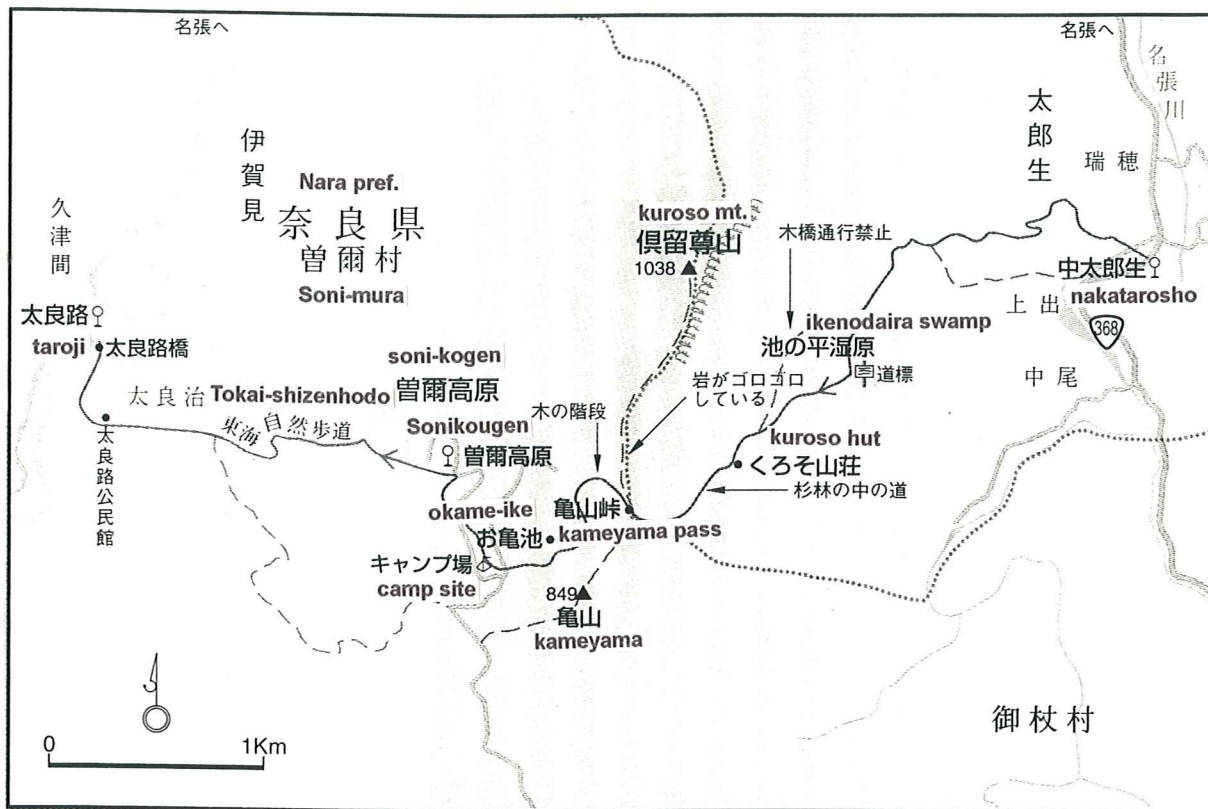 名張へ
名張へ
名張川
太郎生
瑞穂
伊賀見
Nara pref.
奈良県
曽爾村
Soni-mura
久津間
kuroso mt.
倶留尊山
1038
木橋通行禁止
中太郎生
nakatarosho
上出
368
中尾
太良路
taroji
太良路橋
soni-kogen
曽爾高原
ikenodaira swamp
池の平湿原
道標
岩がゴロゴロ
している
太良治
Tokai-shizenhodo
東海自然歩道
木の階段
Sonikougen
曽爾高原
kuroso hut
くろそ山荘
杉林の中の道
太良路公民館
okame-ike
お亀池
亀山峠
kameyama pass
キャンプ場
camp site
849
亀山
kameyama
御杖村
0
1Km